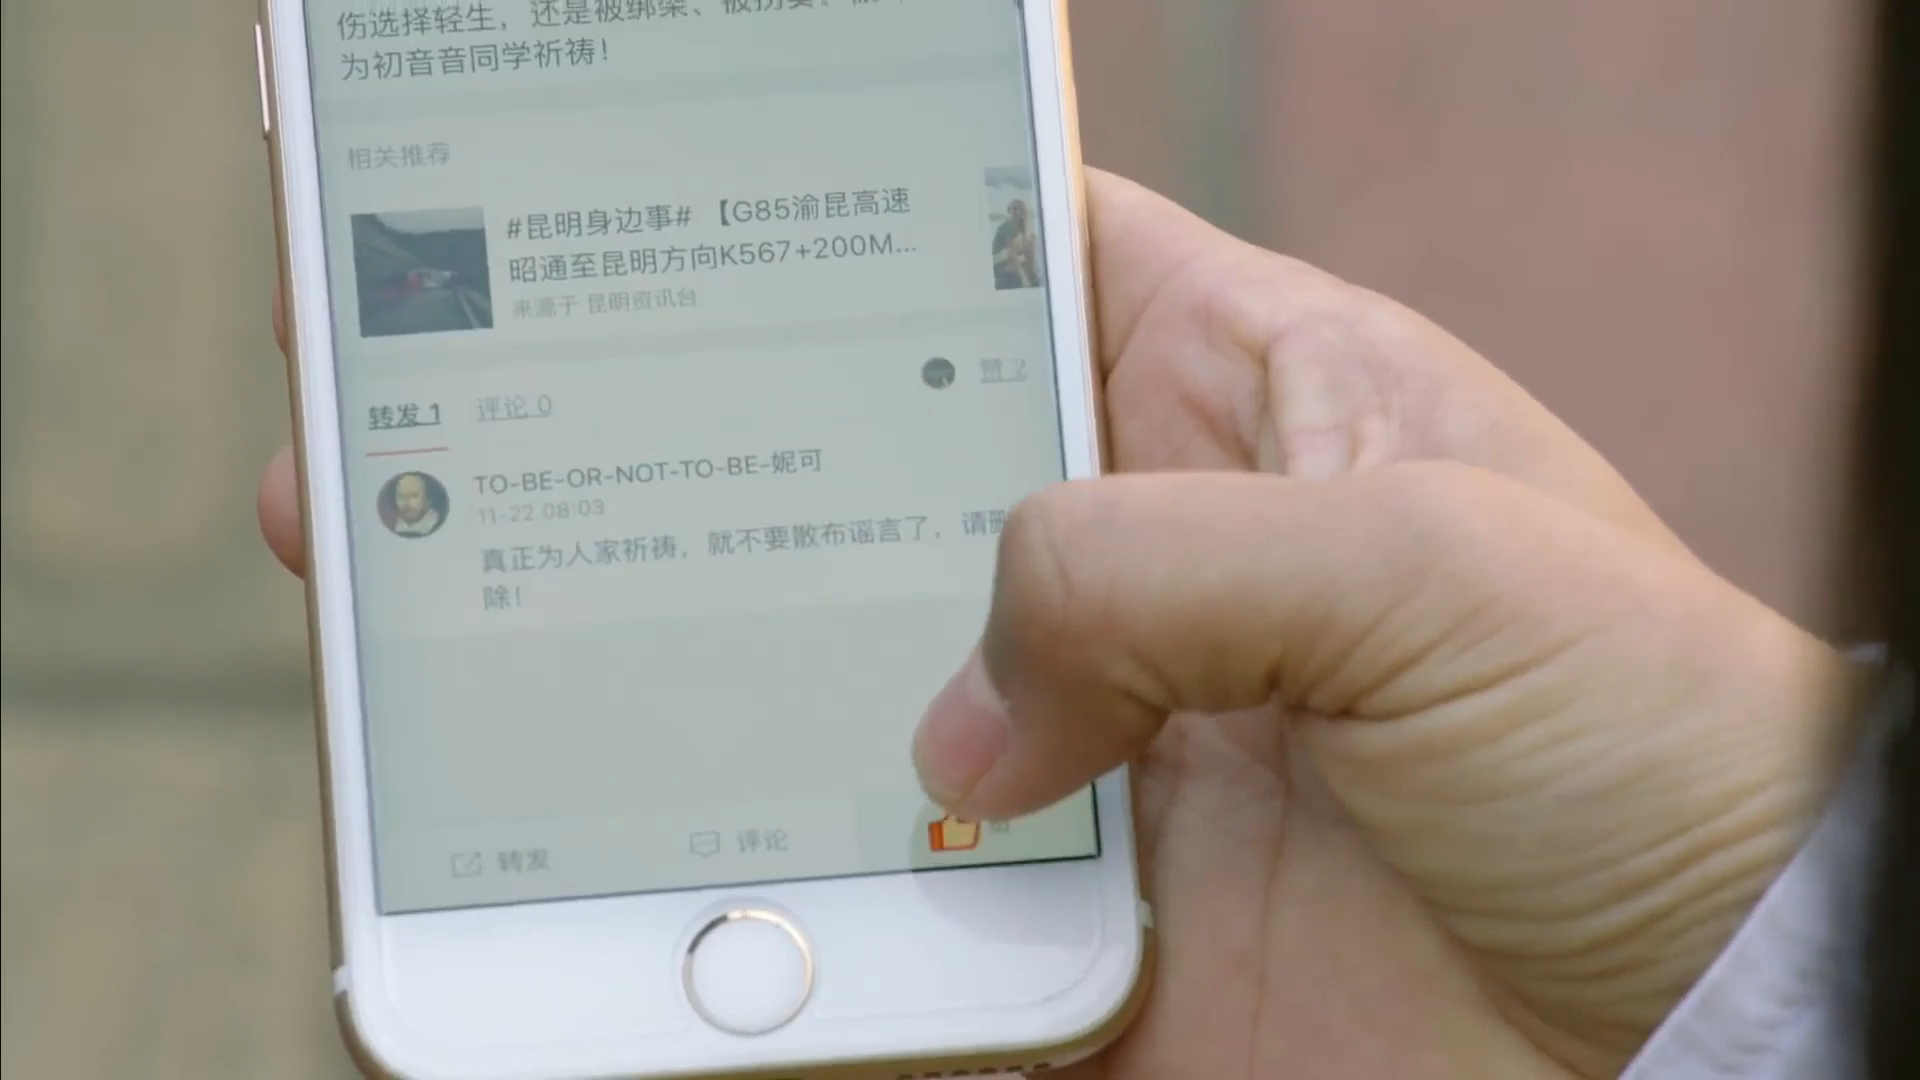 伤选择轻生，还是被绑架、被拐卖
为初音音同学祈祷！
相关推荐
#昆明身边事# 【G85渝昆高速
昭通至昆明方向K567+200M...
来源于 昆明资讯台
转发 1 评论 0 赞 2
TO-BE-OR-NOT-TO-BE-妮可
11-22 08:03
真正为人家祈祷，就不要散布谣言了，请删
除！
转发 评论